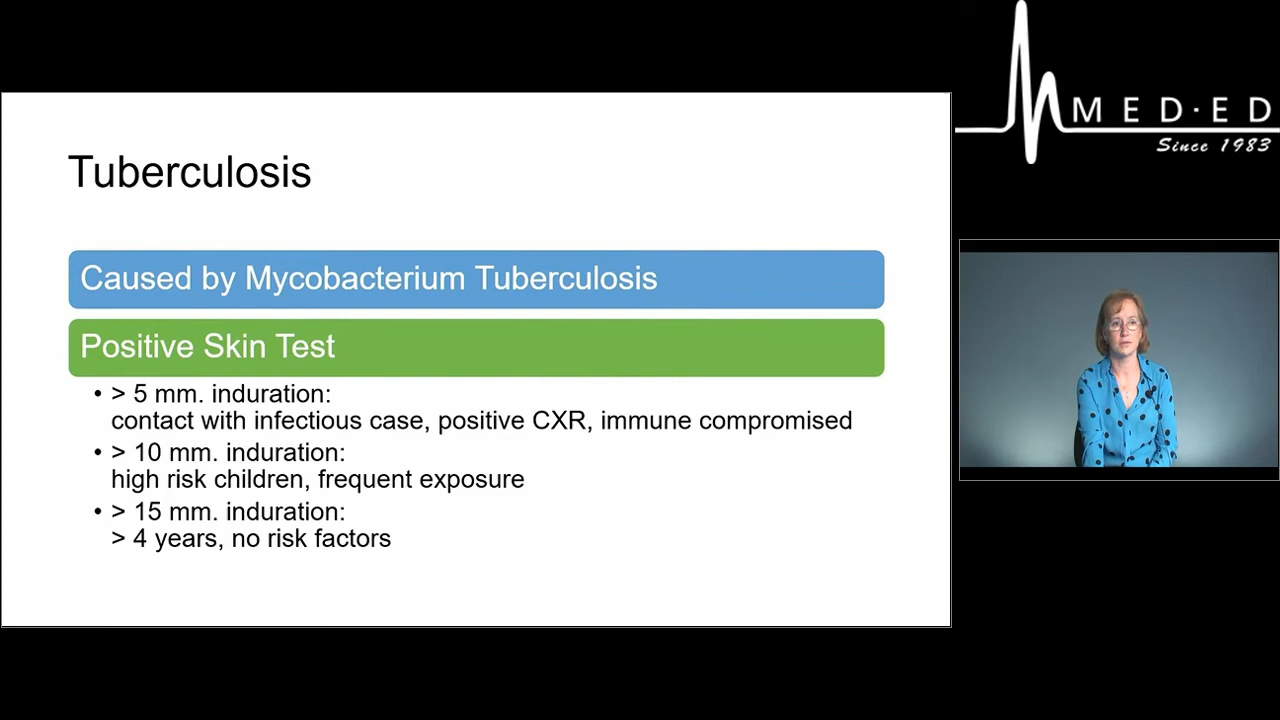 MED·ED
Since 1983
Tuberculosis
Caused by Mycobacterium Tuberculosis
Positive Skin Test
• > 5 mm. induration:
contact with infectious case, positive CXR, immune compromised
• > 10 mm. induration:
high risk children, frequent exposure
• > 15 mm. induration:
> 4 years, no risk factors